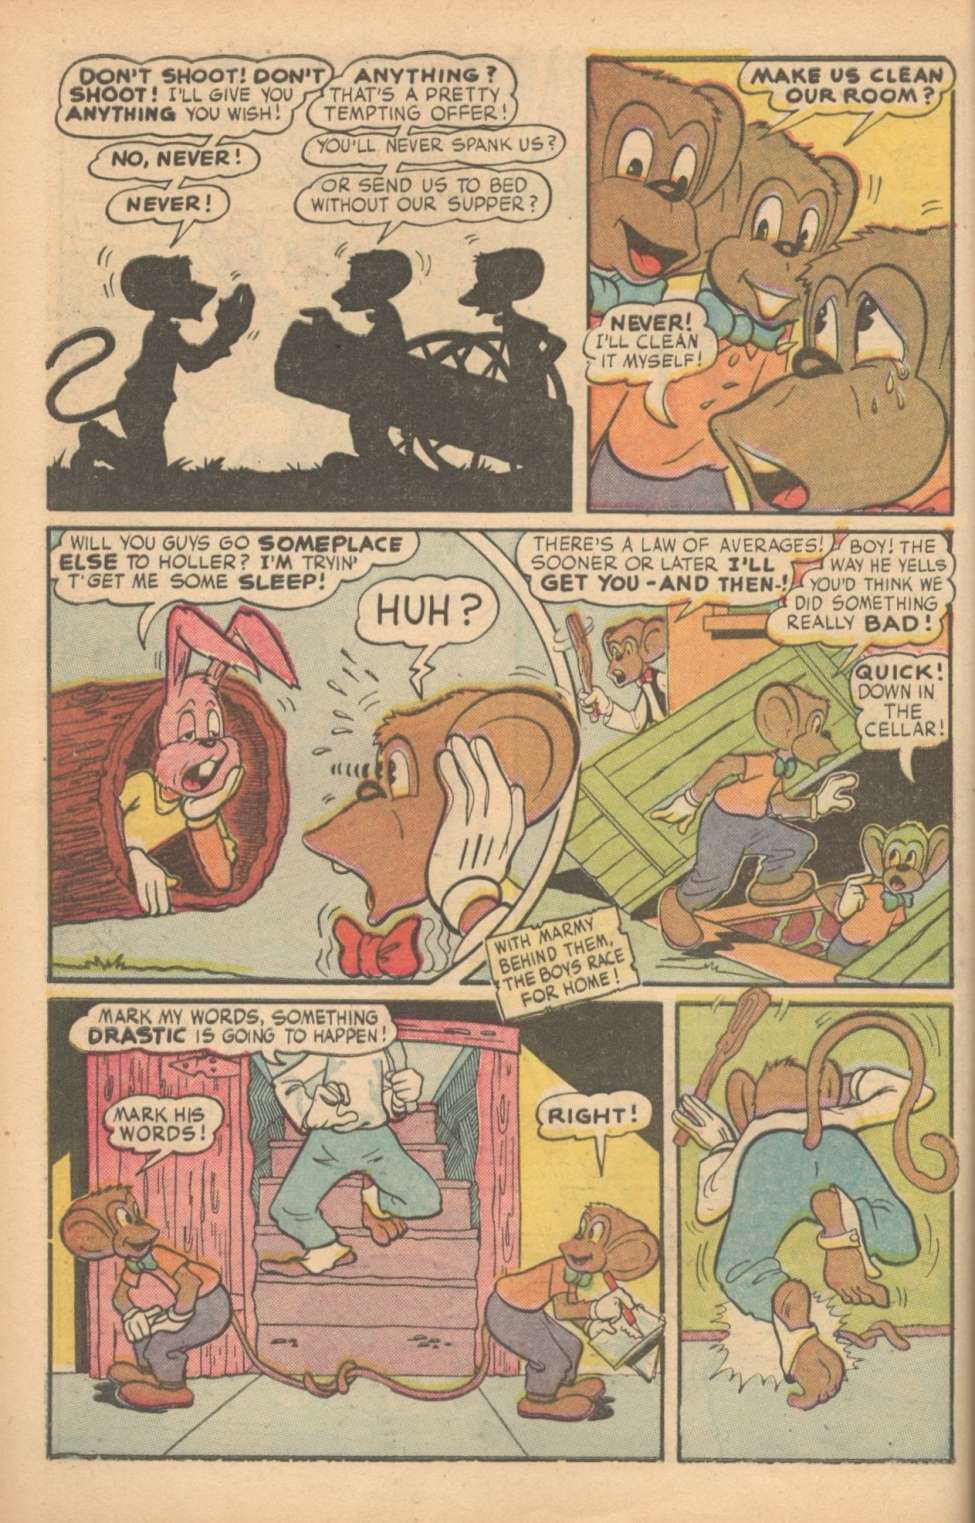 DON'T SHOOT! DON'T
SHOOT! I'LL GIVE YOU
ANYTHING YOU WISH!
ANYTHING?
THAT'S A PRETTY
TEMPTING OFFER!
NO, NEVER!
YOU'LL NEVER SPANK US?
NEVER!
OR SEND US TO BED
WITHOUT OUR SUPPER?
MAKE US CLEAN
OUR ROOM?
NEVER!
I'LL CLEAN
IT MYSELF!
WILL YOU GUYS GO SOMEPLACE
ELSE TO HOLLER? I'M TRYIN'
T'GET ME SOME SLEEP!
HUH?
WITH MARMY
BEHIND THEM,
THE BOYS RACE
FOR HOME!
THERE'S A LAW OF AVERAGES!
SOONER OR LATER I'LL
GET YOU - AND THEN-!
BOY! THE
WAY HE YELLS
YOU'D THINK WE
DID SOMETHING
REALLY BAD!
QUICK!
DOWN IN
THE
CELLAR!
MARK MY WORDS, SOMETHING
DRASTIC IS GOING TO HAPPEN!
MARK HIS
WORDS!
RIGHT!